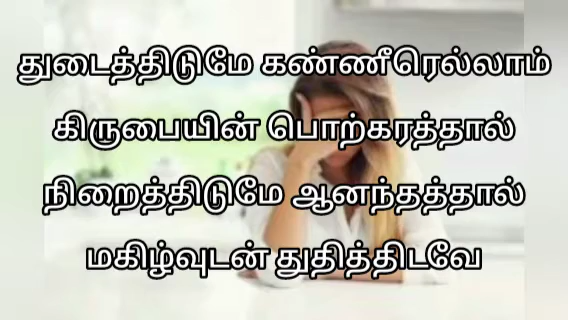 துடைத்திடுமே கண்ணீரெல்லாம்
கிருபையின் பொற்கரத்தால்
நிறைத்திடுமே ஆனந்தத்தால்
மகிழ்வுடன் துதித்திடவே